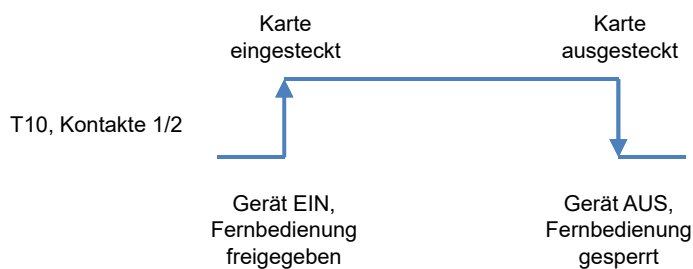 Karte
eingesteckt
Karte
ausgesteckt
T10, Kontakte 1/2
Gerät EIN,
Fernbedienung
freigegeben
Gerät AUS,
Fernbedienung
gesperrt